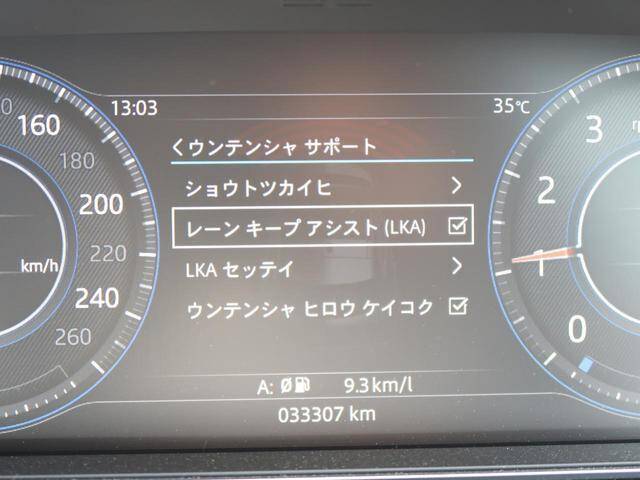 13:03
35℃
くウンテンシャ サポート
ショウトツカイヒ
レーン キープ アシスト (LKA)
LKA セッテイ
ウンテンシャ ヒロウ ケイコク
A: Ø 9.3 km/l
033307 km
160
180
200
220
km/h
240
260
3
2
1
0